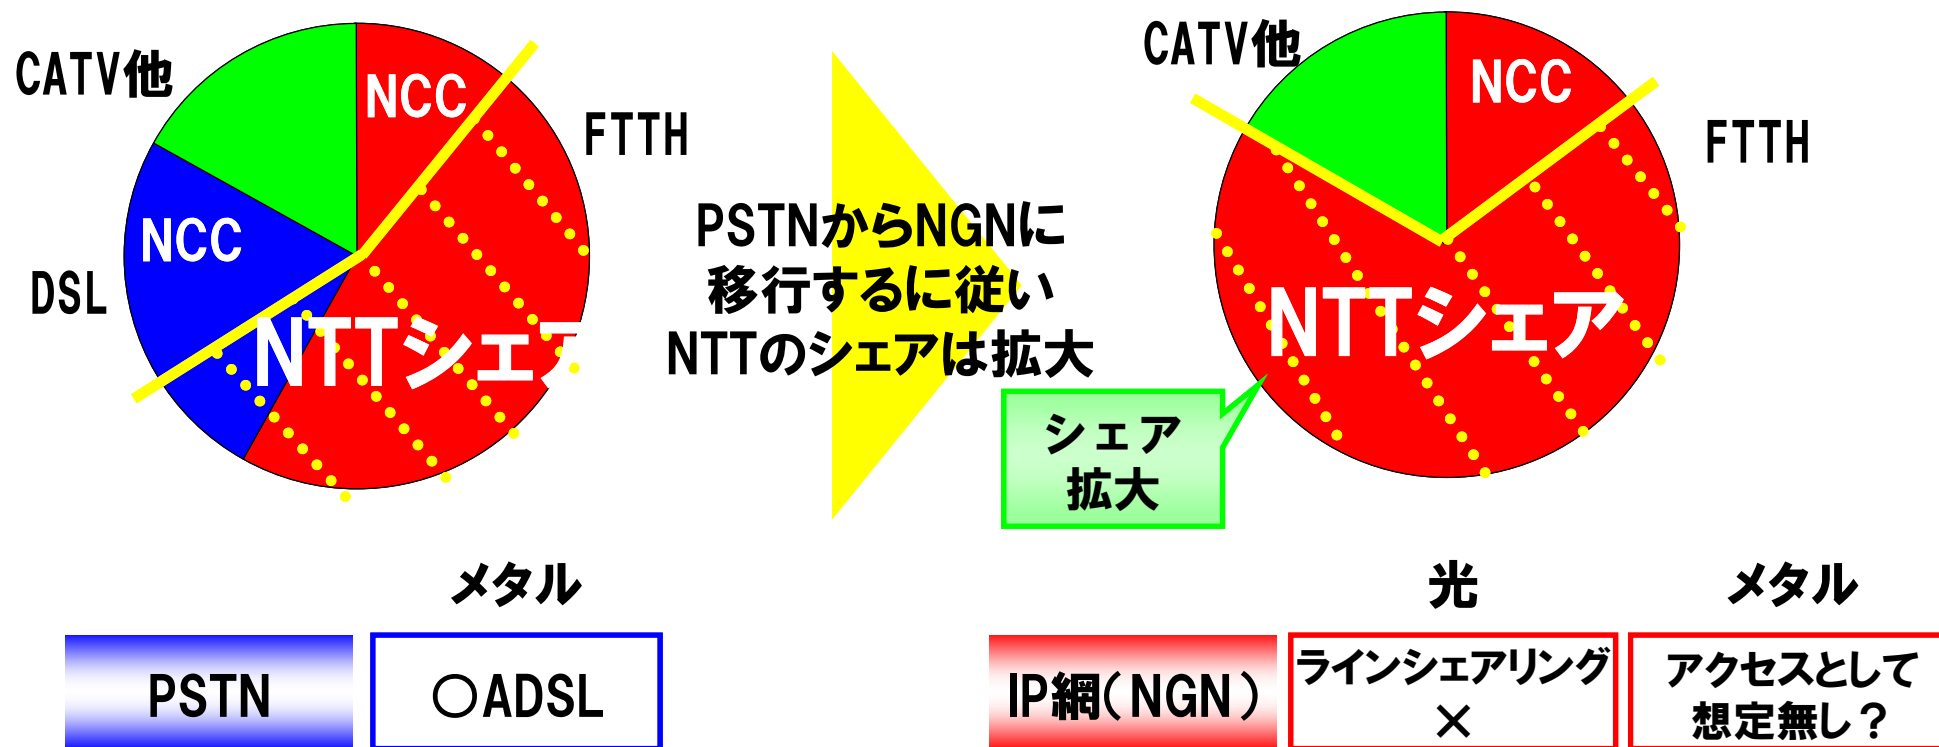 CATV他
NCC
FTTH
NCC
DSL
NTTシェア
PSTNからNGNに
移行するに従い
NTTのシェアは拡大
CATV他
NCC
FTTH
NTTシェア
シェア
拡大
メタル
PSTN
○ADSL
光
メタル
IP網(NGN)
ラインシェアリング
×
アクセスとして
想定無し?